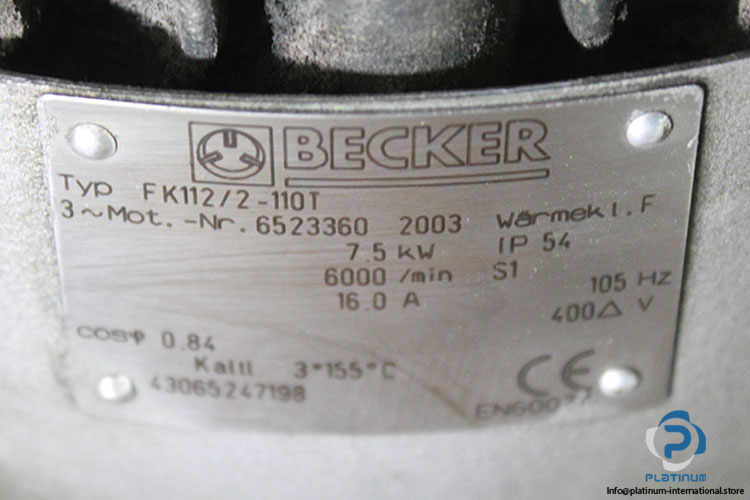 BECKER
Typ FK112/2-110T
3~Mot.-Nr. 6523360 2003 Wärmekl. F
7.5 kW IP 54
6000 /min S1 105 Hz
16.0 A 400Δ V
cosφ 0.84
Kaltl 3*155°C
43065247198
CE
PLATINUM
Info@platinum-international.store